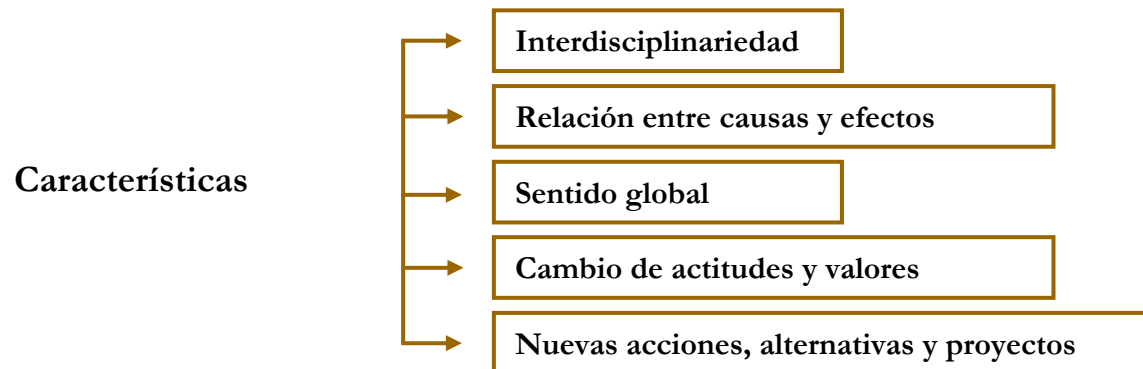 Características
Interdisciplinariedad
Relación entre causas y efectos
Sentido global
Cambio de actitudes y valores
Nuevas acciones, alternativas y proyectos